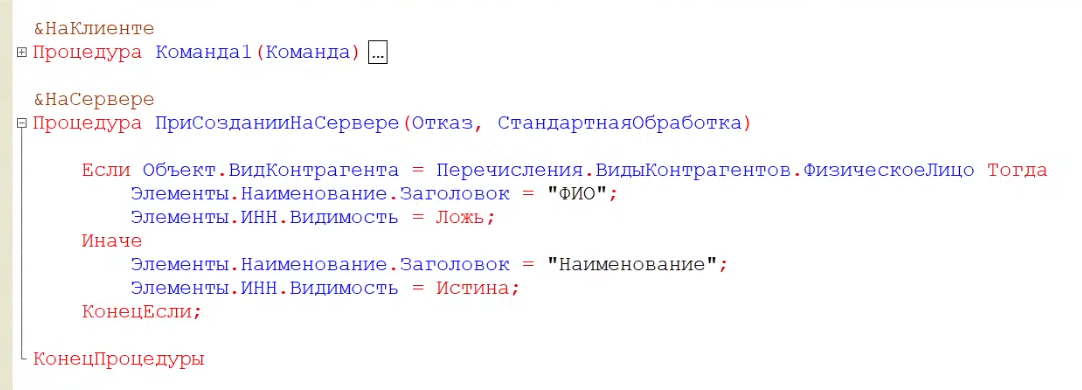 &НаКлиенте
Процедура Команда1(Команда) ...
&НаСервере
Процедура ПриСозданииНаСервере(Отказ, СтандартнаяОбработка)
Если Объект.ВидКонтрагента = Перечисления.ВидыКонтрагентов.ФизическоеЛицо Тогда
Элементы.Наименование.Заголовок = "ФИО";
Элементы.ИНН.Видимость = Ложь;
Иначе
Элементы.Наименование.Заголовок = "Наименование";
Элементы.ИНН.Видимость = Истина;
КонецЕсли;
КонецПроцедуры